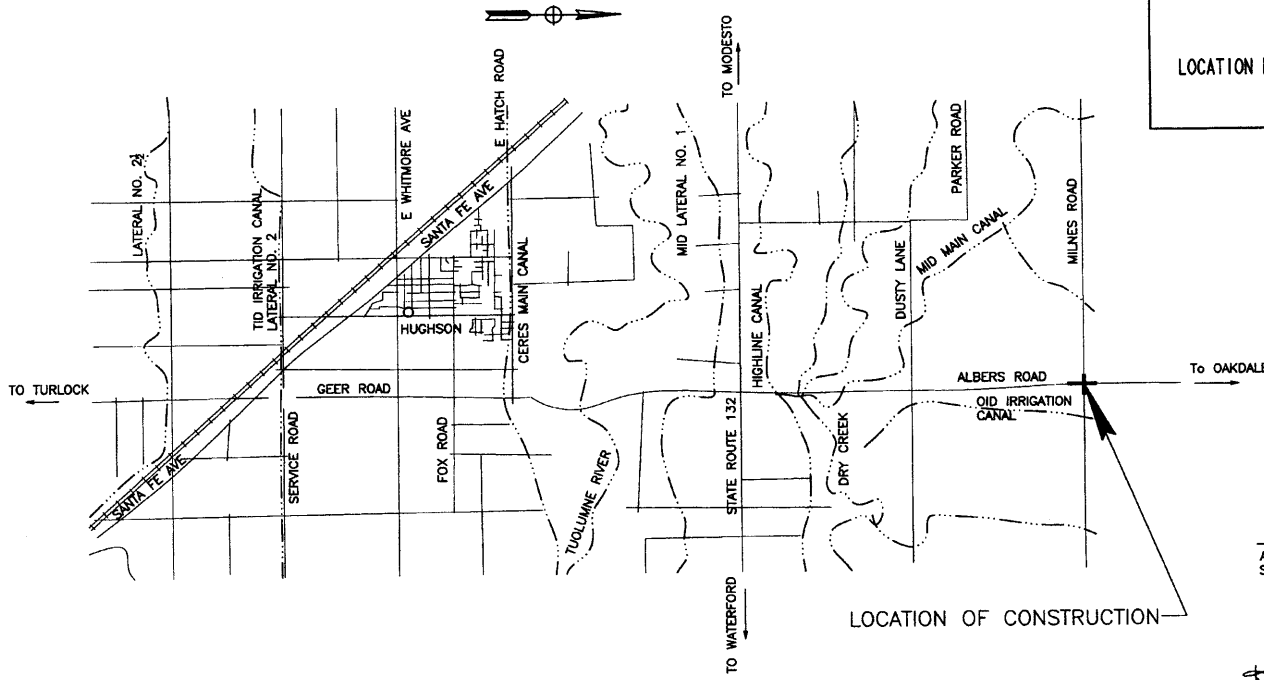 LOCATION
TO MODESTO
E HATCH ROAD
E WHITMORE AVE
LATERAL NO. 2½
TID IRRIGATION CANAL
LATERAL NO. 2
SANTA FE AVE
CERES MAIN CANAL
MID LATERAL NO. 1
HIGHLINE CANAL
PARKER ROAD
DUSTY LANE
MID MAIN CANAL
MILNES ROAD
HUGHSON
TO TURLOCK
GEER ROAD
ALBERS ROAD
To OAKDALE
OID IRRIGATION
CANAL
SANTA FE AVE
SERVICE ROAD
FOX ROAD
TUOLUMNE RIVER
STATE ROUTE 132
DRY CREEK
TO WATERFORD
LOCATION OF CONSTRUCTION